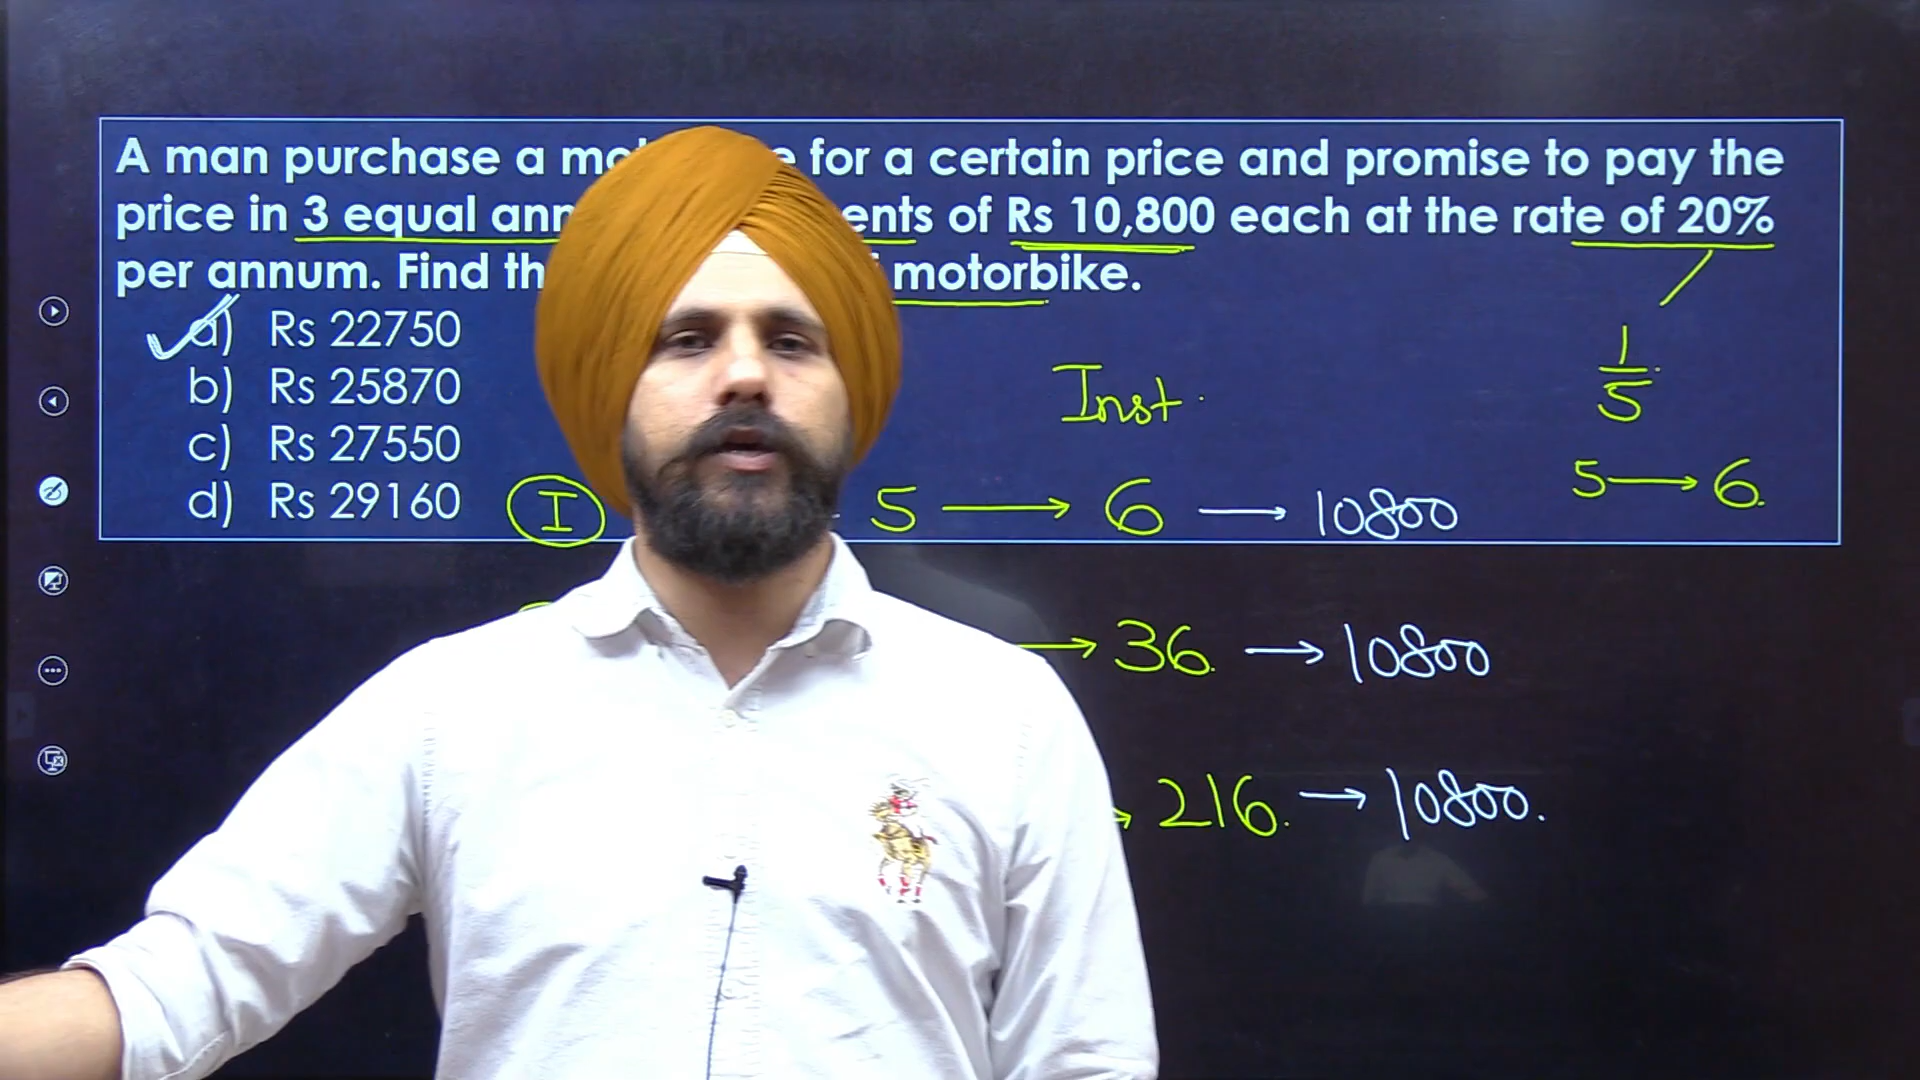 A man purchase a mo e for a certain price and promise to pay the
price in 3 equal ann ents of Rs 10,800 each at the rate of 20%
per annum. Find th motorbike.
a) Rs 22750
b) Rs 25870
c) Rs 27550
d) Rs 29160
Inst.
1/5
5 → 6.
I 5 → 6 → 10800
→ 36. → 10800
→ 216. → 10800.